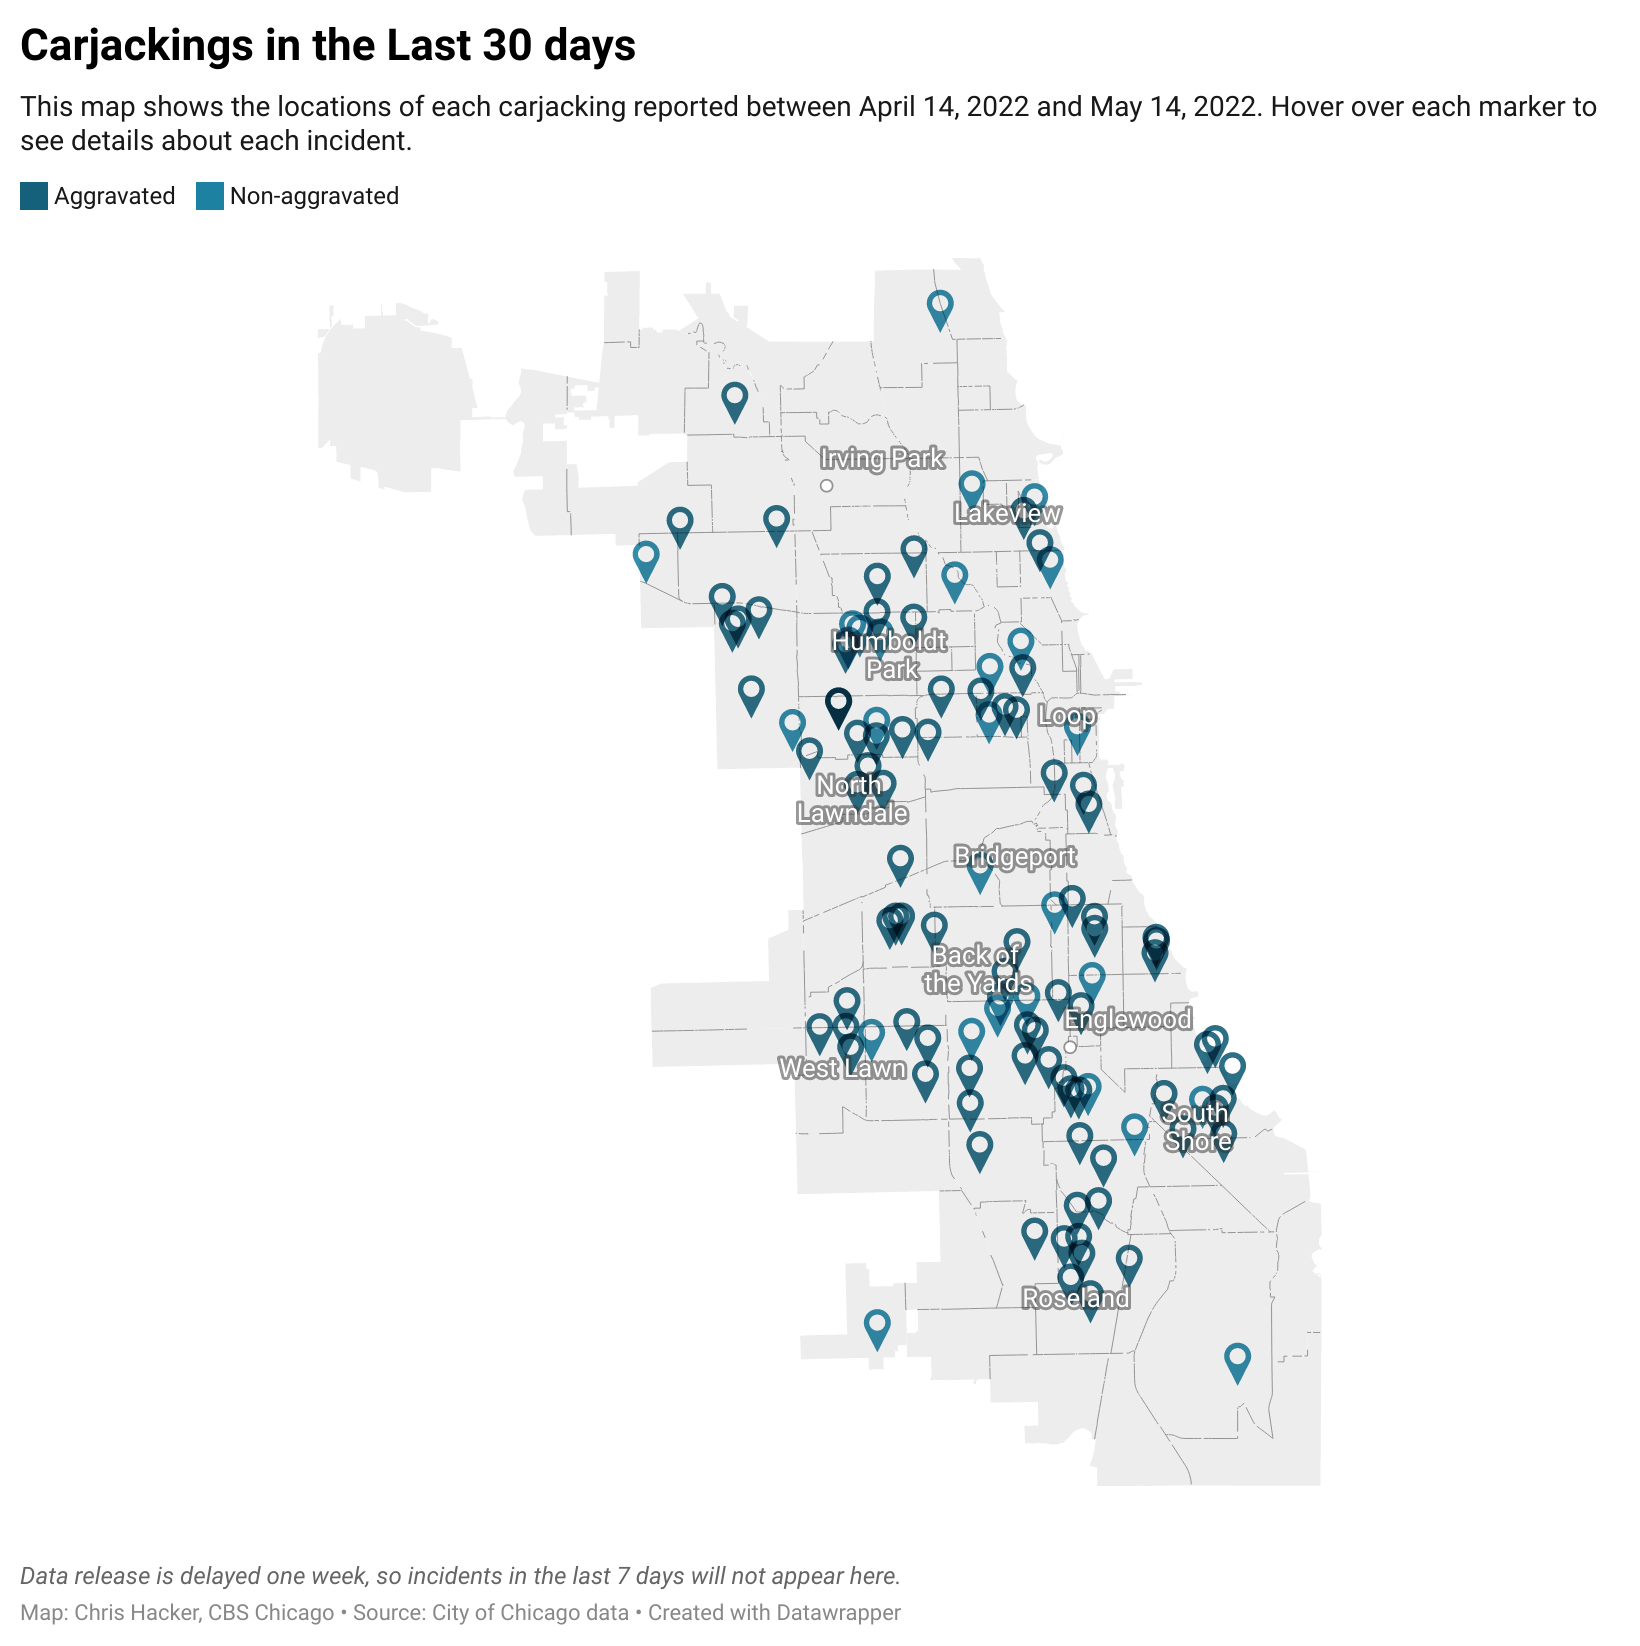 Carjackings in the Last 30 days
This map shows the locations of each carjacking reported between April 14, 2022 and May 14, 2022. Hover over each marker to
see details about each incident.
Aggravated Non-aggravated
Irving Park
Lakeview
Humboldt
Park
Loop
North
Lawndale
Bridgeport
Back of
the Yards
Englewood
West Lawn
South
Shore
Roseland
Data release is delayed one week, so incidents in the last 7 days will not appear here.
Map: Chris Hacker, CBS Chicago • Source: City of Chicago data • Created with Datawrapper